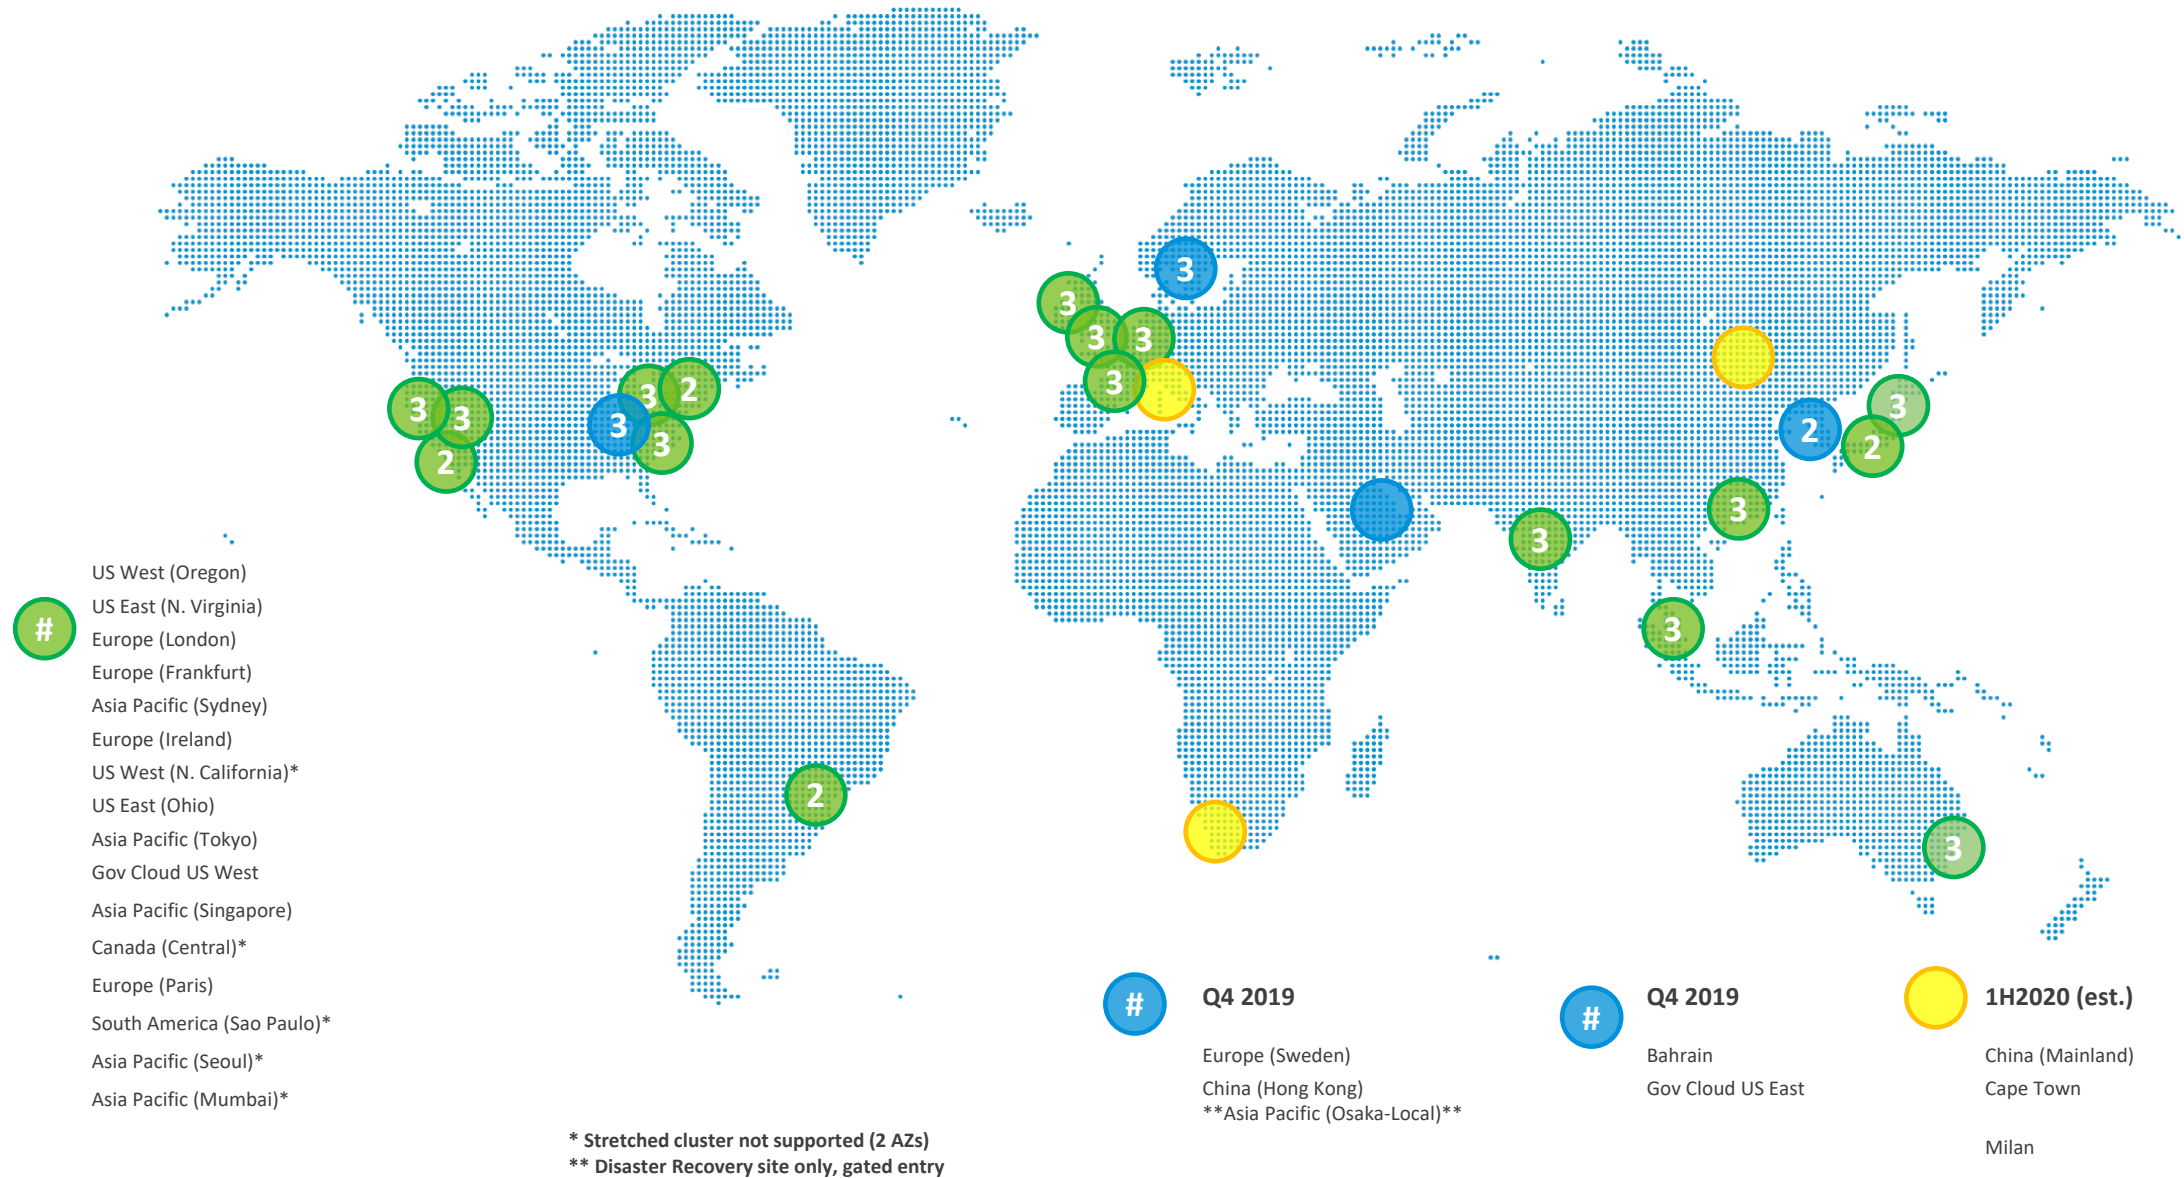 3
3
3
3
3
3
3
2
3
3
2
3
3
2
3
2
3
3
3
2
3
US West (Oregon)
#
US East (N. Virginia)
Europe (London)
Europe (Frankfurt)
Asia Pacific (Sydney)
Europe (Ireland)
US West (N. California)*
US East (Ohio)
Asia Pacific (Tokyo)
Gov Cloud US West
Asia Pacific (Singapore)
Canada (Central)*
Europe (Paris)
South America (Sao Paulo)*
Asia Pacific (Seoul)*
Asia Pacific (Mumbai)*
# Q4 2019
Europe (Sweden)
China (Hong Kong)
**Asia Pacific (Osaka-Local)**
# Q4 2019
Bahrain
Gov Cloud US East
1H2020 (est.)
China (Mainland)
Cape Town
Milan
* Stretched cluster not supported (2 AZs)
** Disaster Recovery site only, gated entry